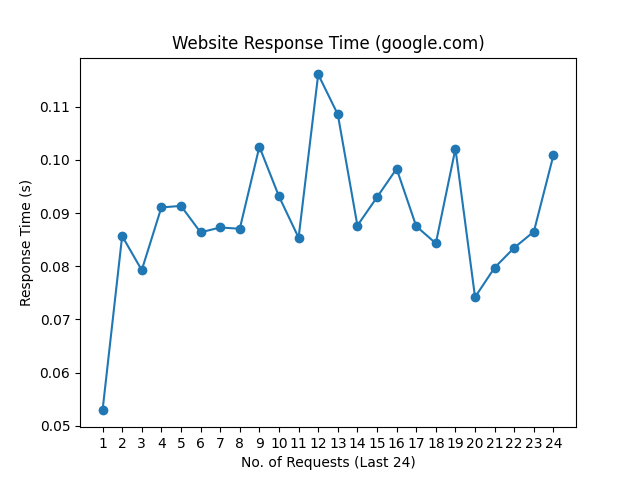 Website Response Time (google.com)
0.11
0.10
0.09
0.08
0.07
0.06
0.05
Response Time (s)
1 2 3 4 5 6 7 8 9 10 11 12 13 14 15 16 17 18 19 20 21 22 23 24
No. of Requests (Last 24)